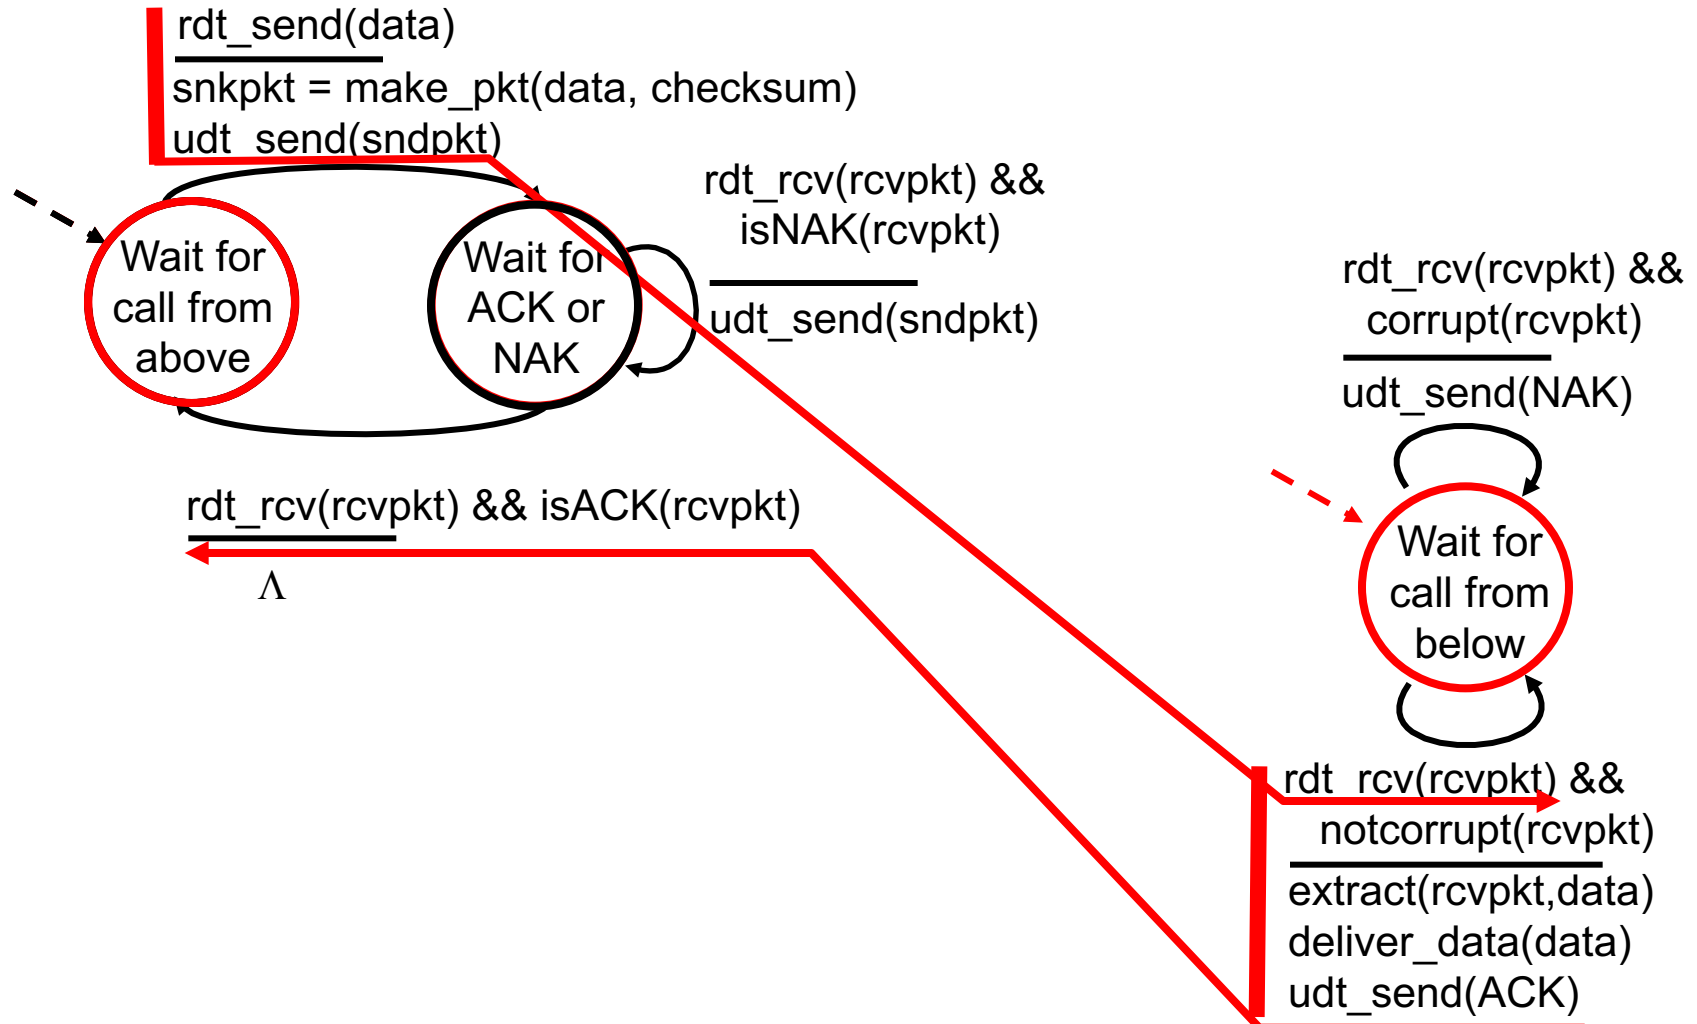 rdt_send(data)
snkpkt = make_pkt(data, checksum)
udt_send(sndpkt)
rdt_rcv(rcvpkt) &&
isNAK(rcvpkt)
udt_send(sndpkt)
Wait for
call from
above
Wait for
ACK or
NAK
rdt_rcv(rcvpkt) && isACK(rcvpkt)
Λ
rdt_rcv(rcvpkt) &&
corrupt(rcvpkt)
udt_send(NAK)
Wait for
call from
below
rdt_rcv(rcvpkt) &&
notcorrupt(rcvpkt)
extract(rcvpkt,data)
deliver_data(data)
udt_send(ACK)